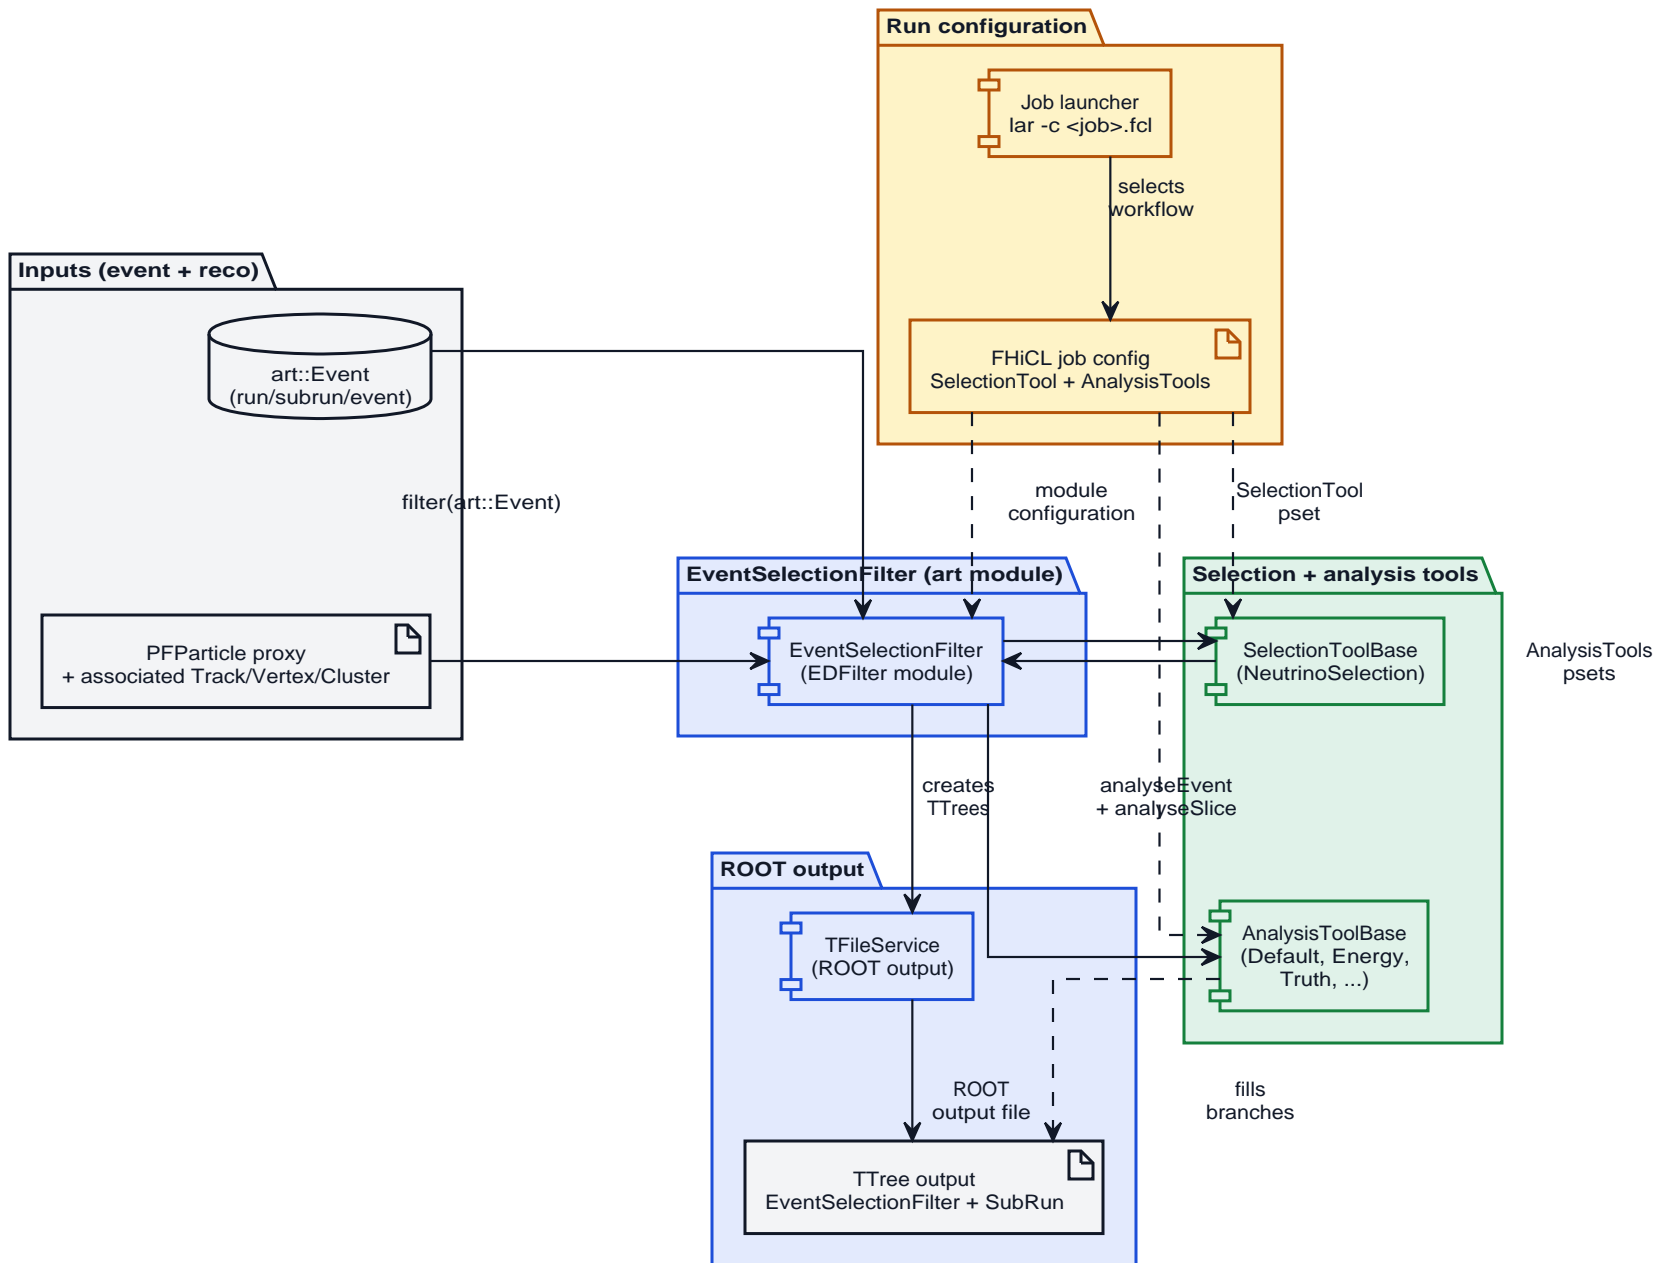 Run configuration
Job launcher
lar -c <job>.fcl
selects
workflow
Inputs (event + reco)
art::Event
(run/subrun/event)
FHiCL job config
SelectionTool + AnalysisTools
filter(art::Event)
module
configuration
SelectionTool
pset
EventSelectionFilter (art module)
Selection + analysis tools
PFParticle proxy
+ associated Track/Vertex/Cluster
EventSelectionFilter
(EDFilter module)
SelectionToolBase
(NeutrinoSelection)
AnalysisTools
psets
creates
TTrees
analyseEvent
+ analyseSlice
ROOT output
TFileService
(ROOT output)
AnalysisToolBase
(Default, Energy,
Truth, ...)
ROOT
output file
fills
branches
TTree output
EventSelectionFilter + SubRun